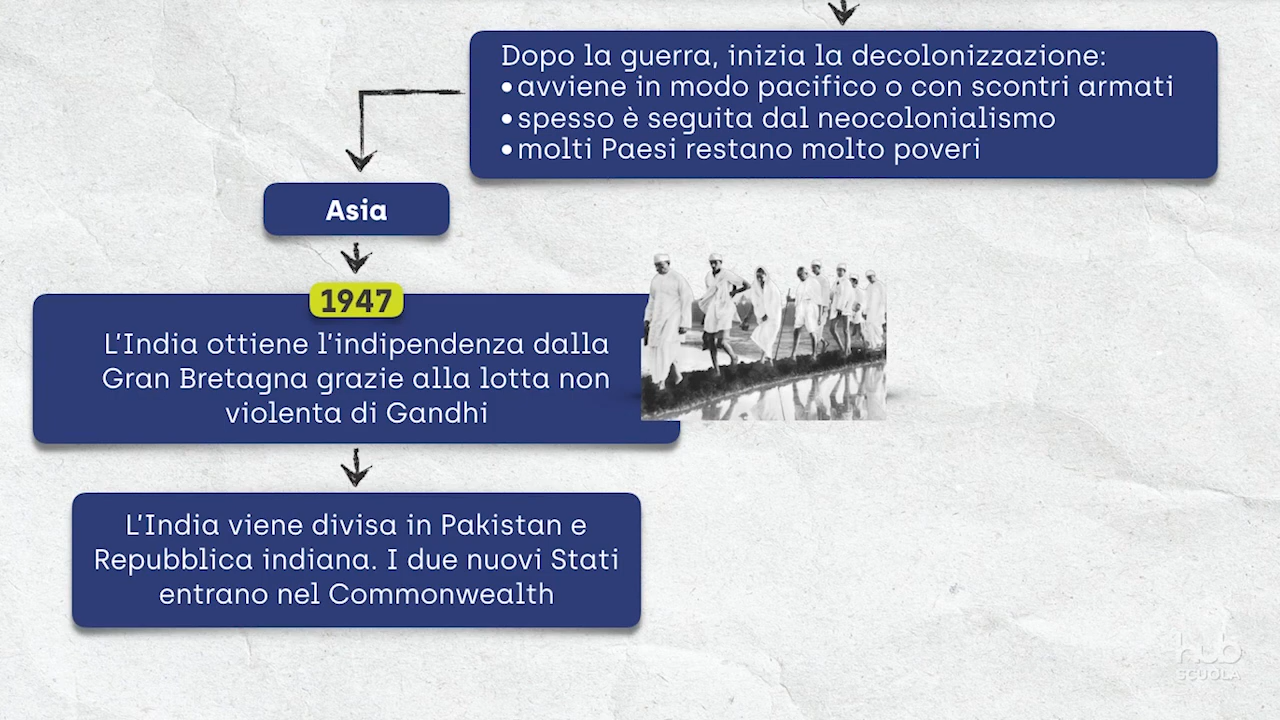 Dopo la guerra, inizia la decolonizzazione:
•avviene in modo pacifico o con scontri armati
•spesso è seguita dal neocolonialismo
•molti Paesi restano molto poveri
Asia
1947
L'India ottiene l'indipendenza dalla
Gran Bretagna grazie alla lotta non
violenta di Gandhi
L'India viene divisa in Pakistan e
Repubblica indiana. I due nuovi Stati
entrano nel Commonwealth
hub
SCUOLA